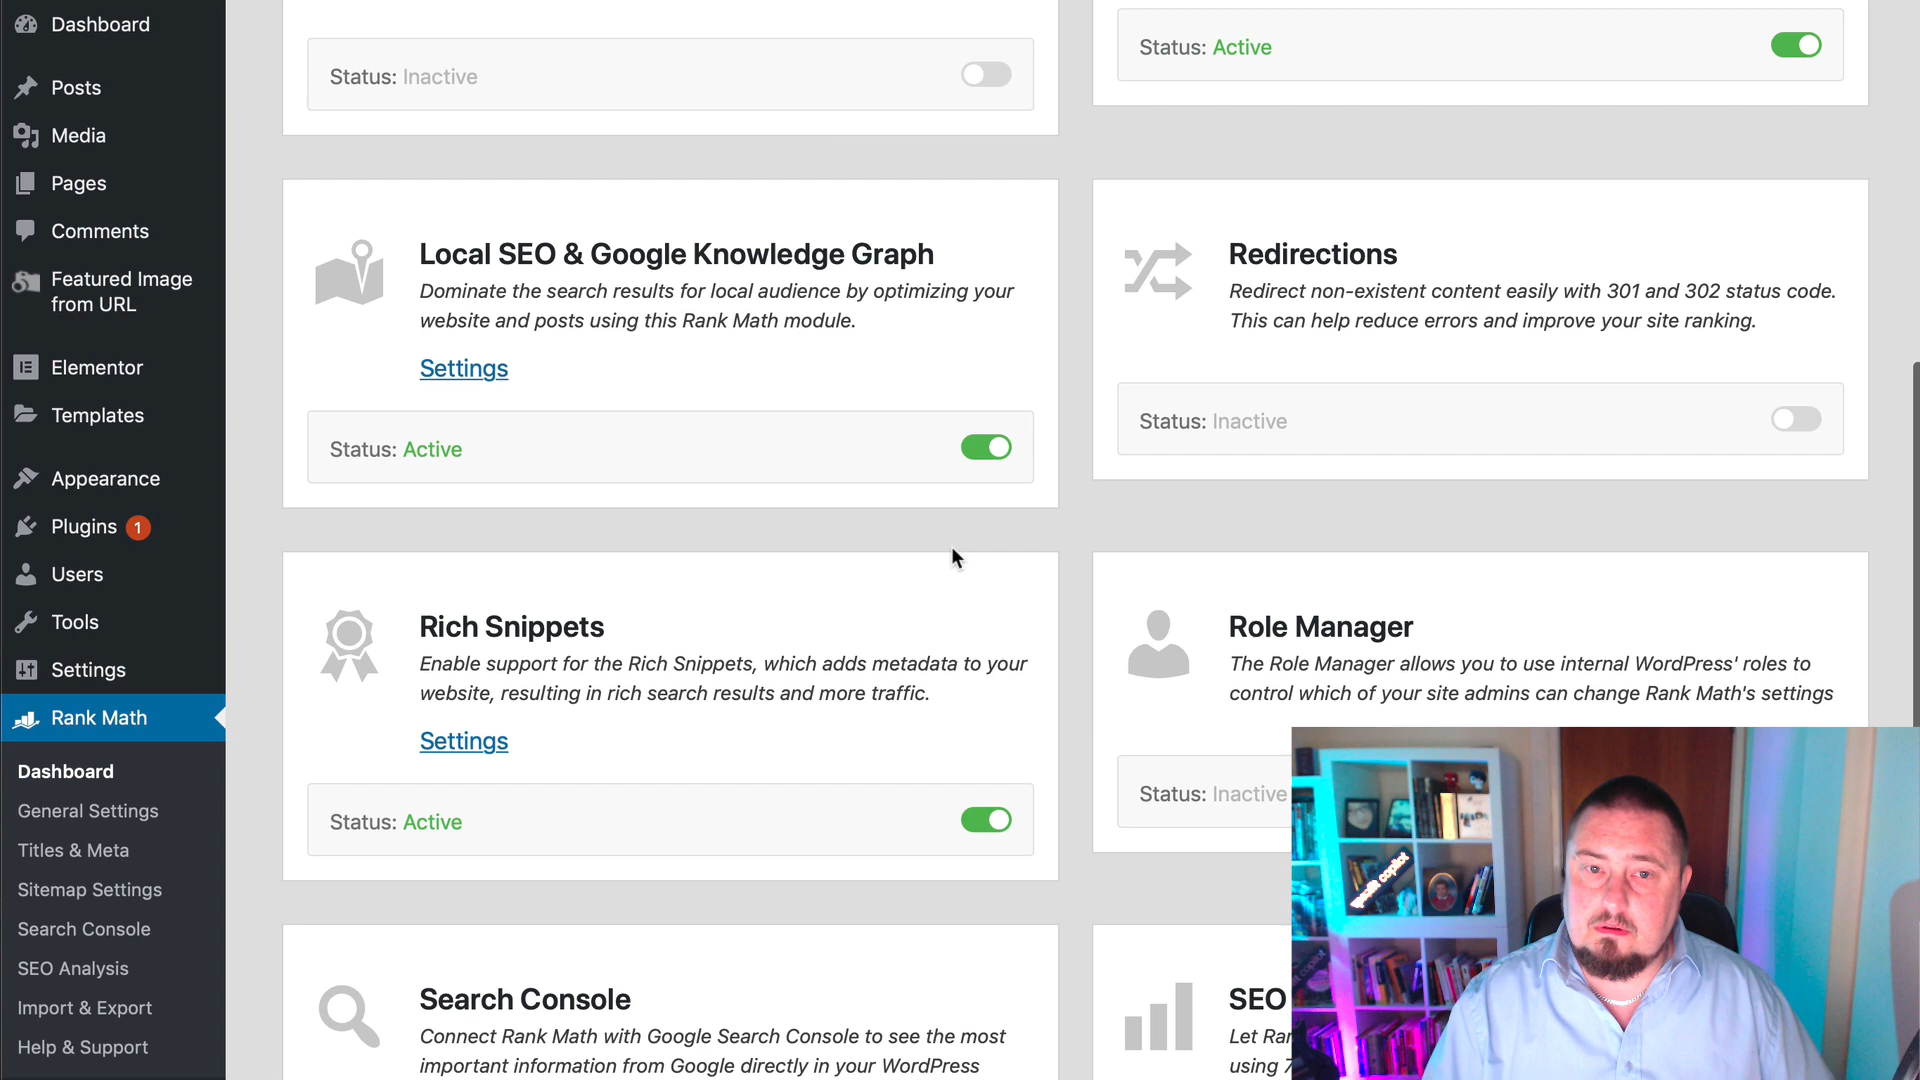 Dashboard
Posts
Media
Pages
Comments
Featured Image
from URL
Elementor
Templates
Appearance
Plugins 1
Users
Tools
Settings
Rank Math
Dashboard
General Settings
Titles & Meta
Sitemap Settings
Search Console
SEO Analysis
Import & Export
Help & Support
Status: Inactive
Status: Active
Local SEO & Google Knowledge Graph
Dominate the search results for local audience by optimizing your
website and posts using this Rank Math module.
Settings
Status: Active
Redirections
Redirect non-existent content easily with 301 and 302 status code.
This can help reduce errors and improve your site ranking.
Status: Inactive
Rich Snippets
Enable support for the Rich Snippets, which adds metadata to your
website, resulting in rich search results and more traffic.
Settings
Status: Active
Role Manager
The Role Manager allows you to use internal WordPress' roles to
control which of your site admins can change Rank Math's settings
Status: Inactive
Search Console
Connect Rank Math with Google Search Console to see the most
important information from Google directly in your WordPress
SEO
Let Ran
using 7
copilot